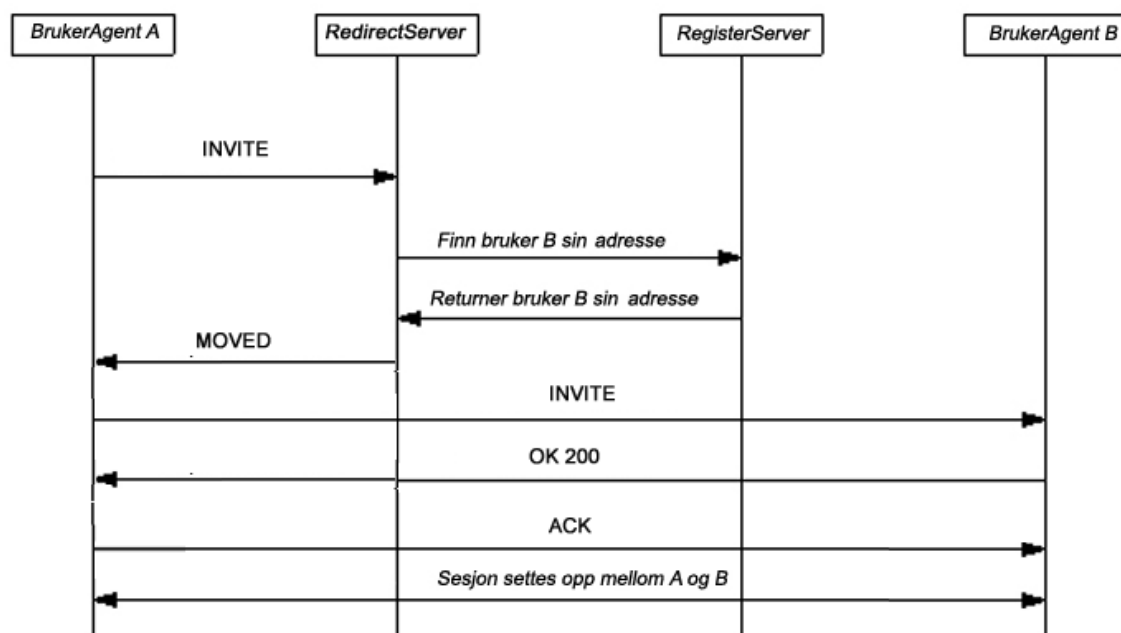 BrukerAgent A
RedirectServer
RegisterServer
BrukerAgent B
INVITE
Finn bruker B sin adresse
Returner bruker B sin adresse
MOVED
INVITE
OK 200
ACK
Sesjon settes opp mellom A og B